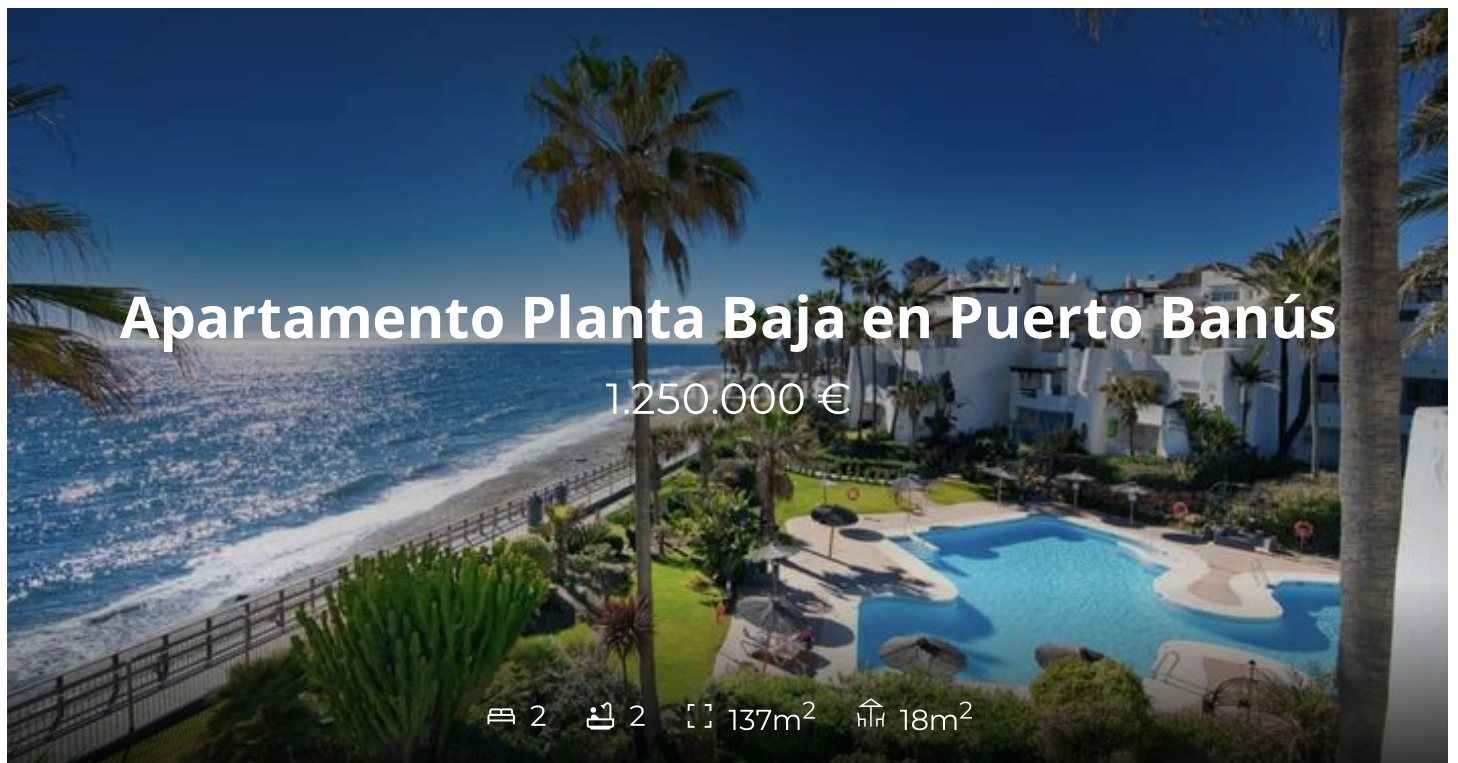 Apartamento Planta Baja en Puerto Banús
1.250.000 €
2 2 137m² 18m²